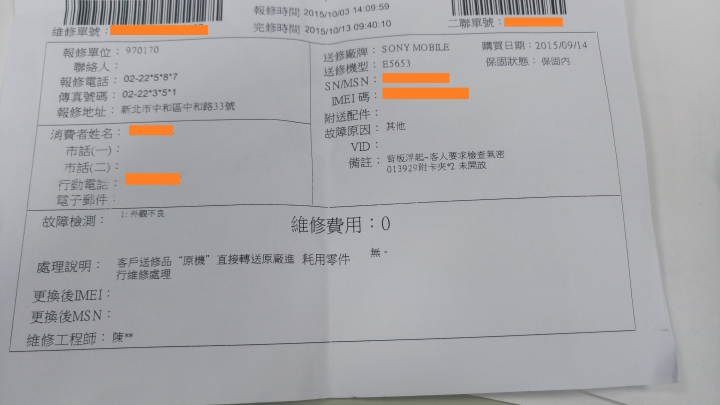 報修時間 2015/10/03 14:09:59
維修單號：
完修時間 2015/10/13 09:40:10
二聯單號：
報修單位： 970170
聯絡人：
報修電話： 02-22*5*8*7
傳真號碼： 02-22*3*5*1
報修地址： 新北市中和區中和路33號
送修廠牌： SONY MOBILE
購買日期：2015/09/14
送修機型： E5653
保固狀態： 保固內
SN/MSN：
IMEI 碼：
附送配件：
故障原因： 其他
VID：
備註： 背板浮起~客人要求檢查氣密
013929附卡夾*2 未開放
消費者姓名：
市話(一)：
市話(二)：
行動電話：
電子郵件：
故障檢測： 1: 外觀不良
維修費用：0
處理說明： 客戶送修品“原機”直接轉送原廠進
行維修處理
耗用零件 無。
更換後IMEI：
更換後MSN：
維修工程師： 陳**